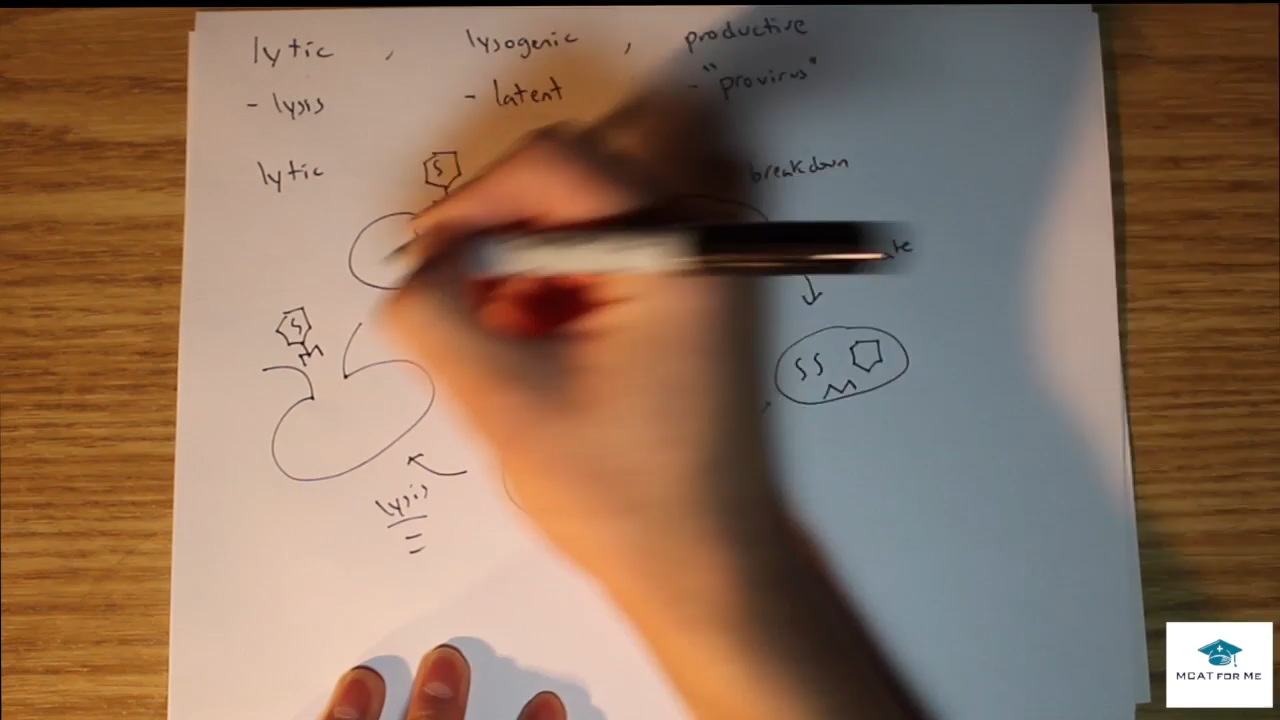 lytic , lysogenic , productive
- lysis - latent - "provirus"
lytic breakdown
lysis
MCAT FOR ME